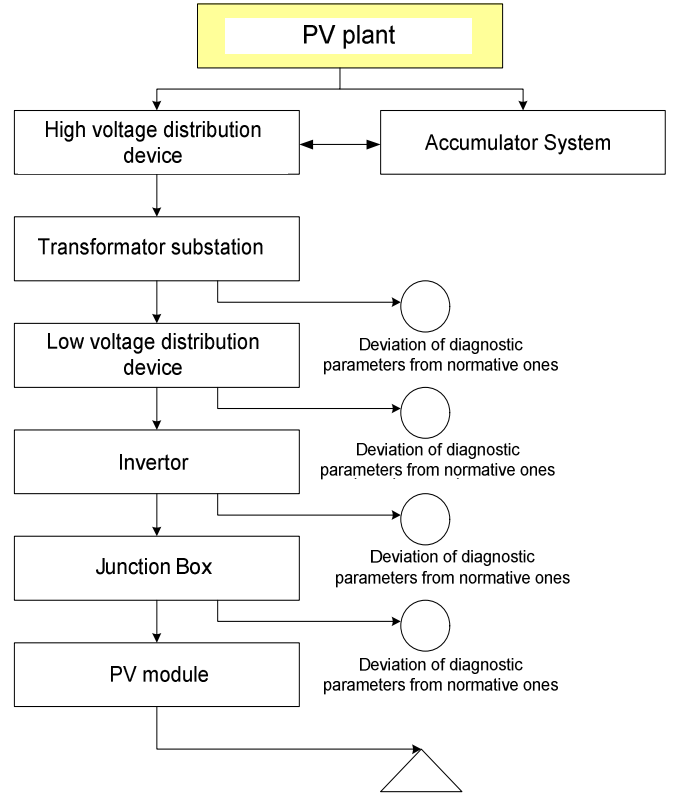 PV plant
High voltage distribution
device
Accumulator System
Transformator substation
Deviation of diagnostic
parameters from normative ones
Low voltage distribution
device
Deviation of diagnostic
parameters from normative ones
Invertor
Deviation of diagnostic
parameters from normative ones
Junction Box
Deviation of diagnostic
parameters from normative ones
PV module